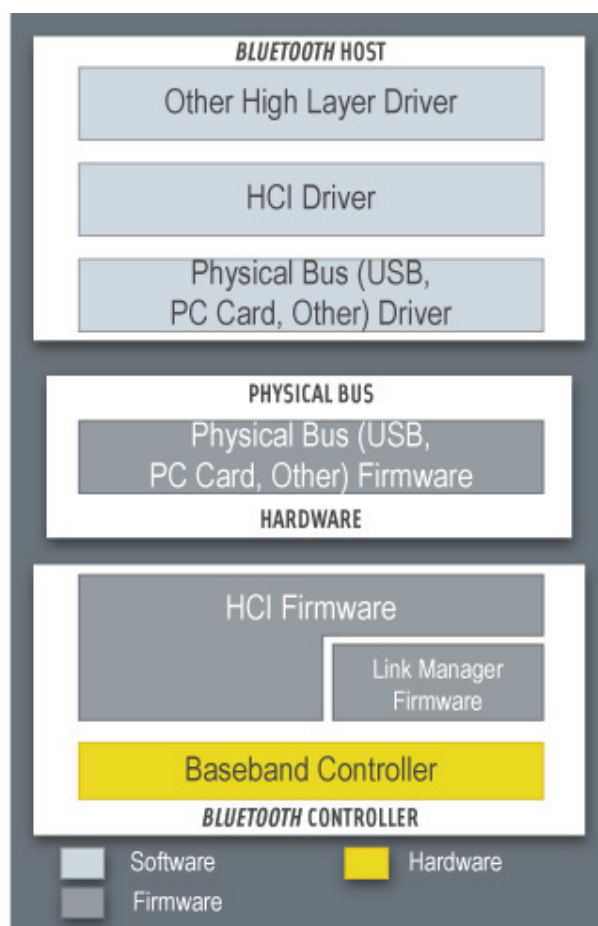 BLUETOOTH HOST
Other High Layer Driver
HCI Driver
Physical Bus (USB,
PC Card, Other) Driver
PHYSICAL BUS
Physical Bus (USB,
PC Card, Other) Firmware
HARDWARE
HCI Firmware
Link Manager
Firmware
Baseband Controller
BLUETOOTH CONTROLLER
Software
Hardware
Firmware